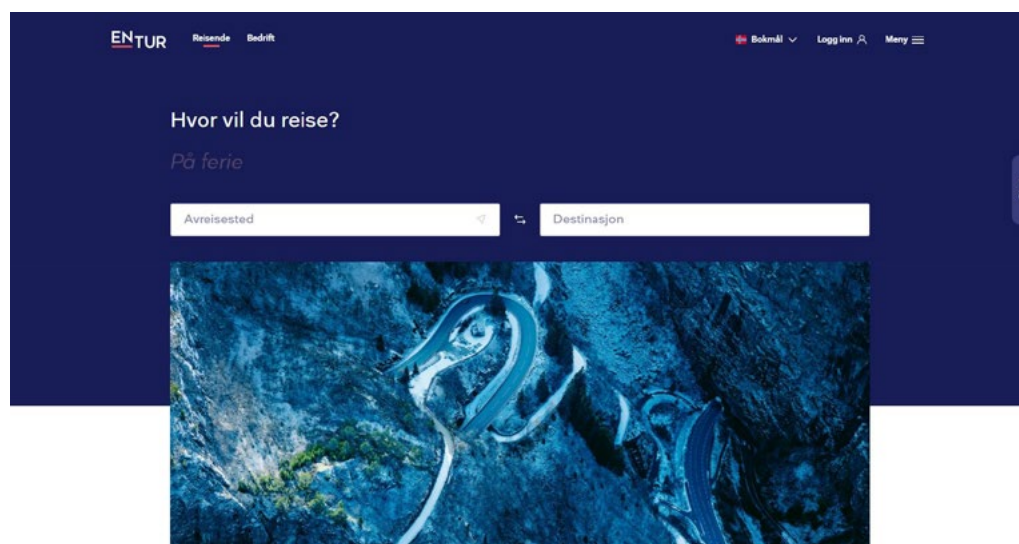 ENTUR Reisende Bedrift Bokmål Logg inn Meny
Hvor vil du reise?
På ferie
Avreisested Destinasjon